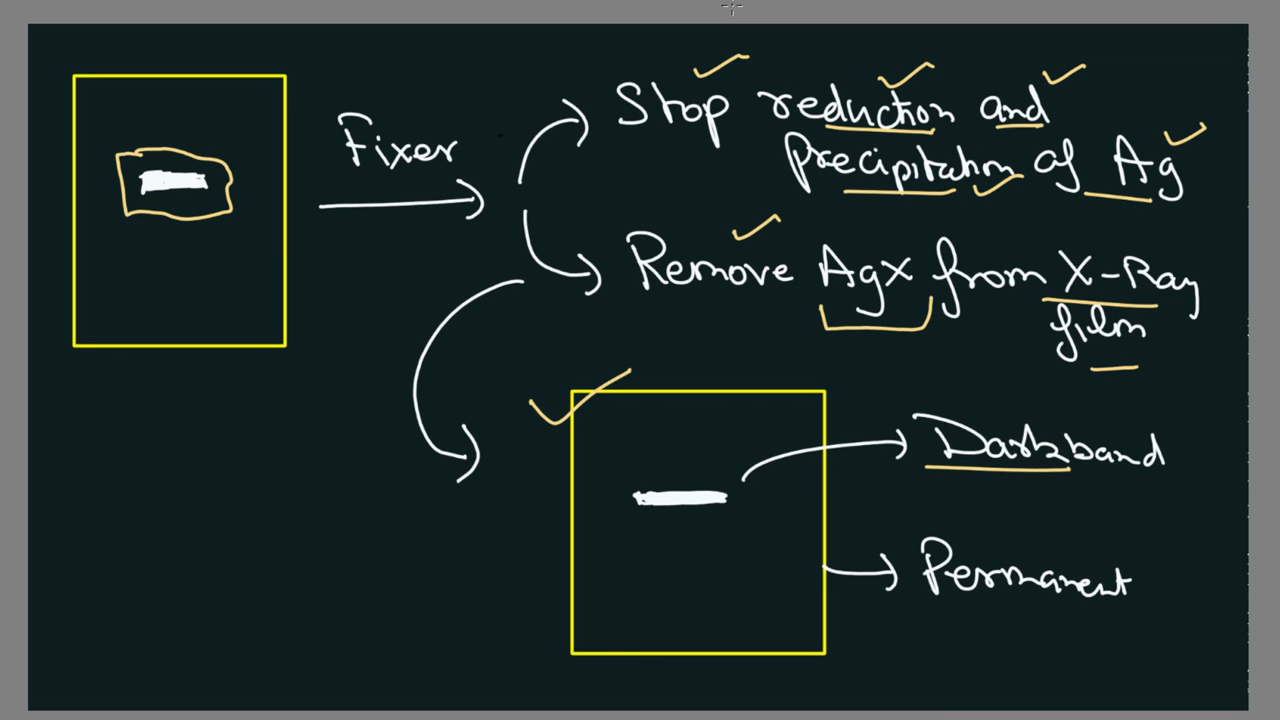 Fixer
Stop reduction and
precipitation of Ag
Remove AgX from X-Ray
film
Darkband
Permanent